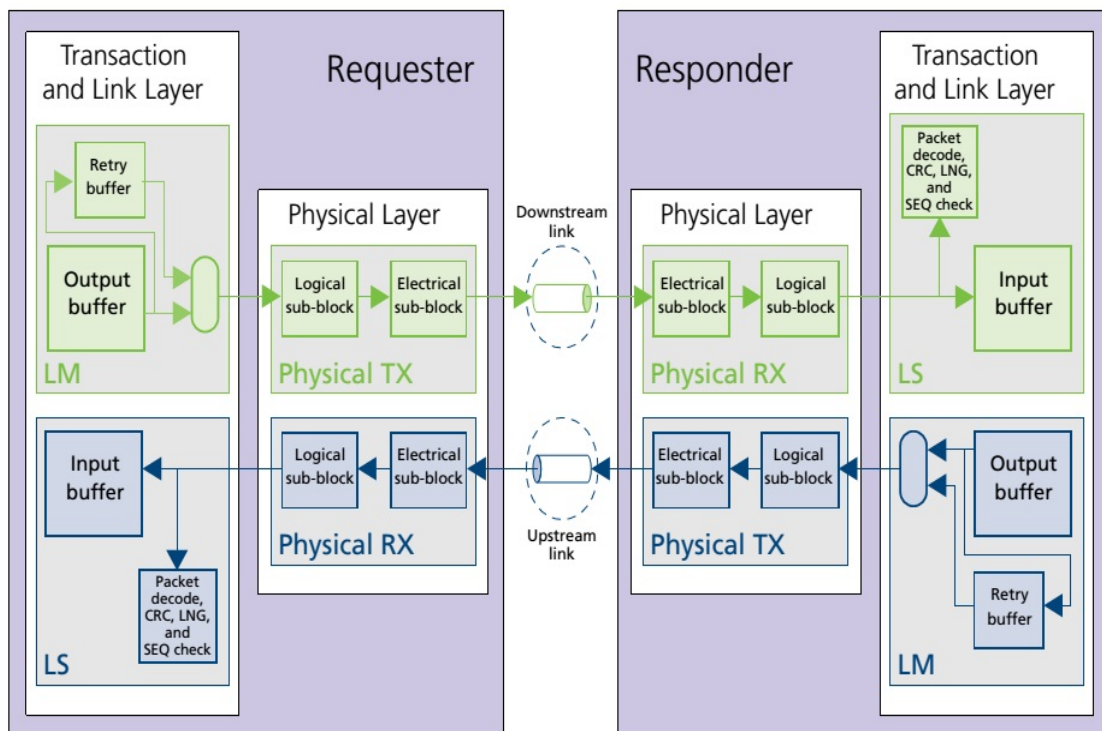 Requester
Transaction
and Link Layer
Retry
buffer
Output
buffer
LM
Physical Layer
Logical
sub-block
Electrical
sub-block
Physical TX
Downstream
link
Input
buffer
Packet
decode,
CRC, LNG,
and
SEQ check
LS
Logical
sub-block
Electrical
sub-block
Physical RX
Upstream
link
Responder
Physical Layer
Electrical
sub-block
Logical
sub-block
Physical RX
Transaction
and Link Layer
Packet
decode,
CRC, LNG,
and
SEQ check
Input
buffer
LS
Electrical
sub-block
Logical
sub-block
Physical TX
Output
buffer
Retry
buffer
LM